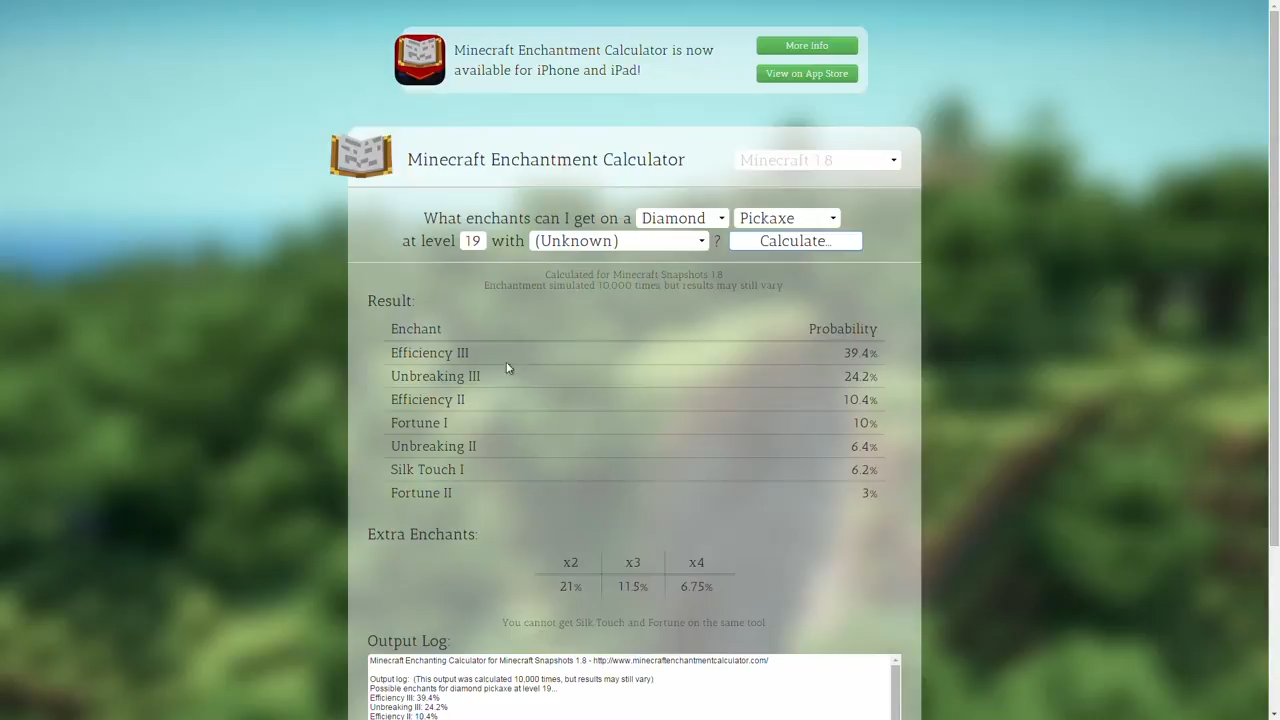 Minecraft Enchantment Calculator is now
available for iPhone and iPad!
More Info
View on App Store
Minecraft Enchantment Calculator
Minecraft 1.8
What enchants can I get on a Diamond Pickaxe
at level 19 with (Unknown) ? Calculate...
Calculated for Minecraft Snapshots 1.8
Enchantment simulated 10,000 times, but results may still vary
Result:
Enchant Probability
Efficiency III 39.4%
Unbreaking III 24.2%
Efficiency II 10.4%
Fortune I 10%
Unbreaking II 6.4%
Silk Touch I 6.2%
Fortune II 3%
Extra Enchants:
x2 x3 x4
21% 11.5% 6.75%
You cannot get Silk Touch and Fortune on the same tool
Output Log:
Minecraft Enchanting Calculator for Minecraft Snapshots 1.8 - http://www.minecraftenchantmentcalculator.com/
Output log: (This output was calculated 10,000 times, but results may still vary)
Possible enchants for diamond pickaxe at level 19...
Efficiency III: 39.4%
Unbreaking III: 24.2%
Efficiency II: 10.4%